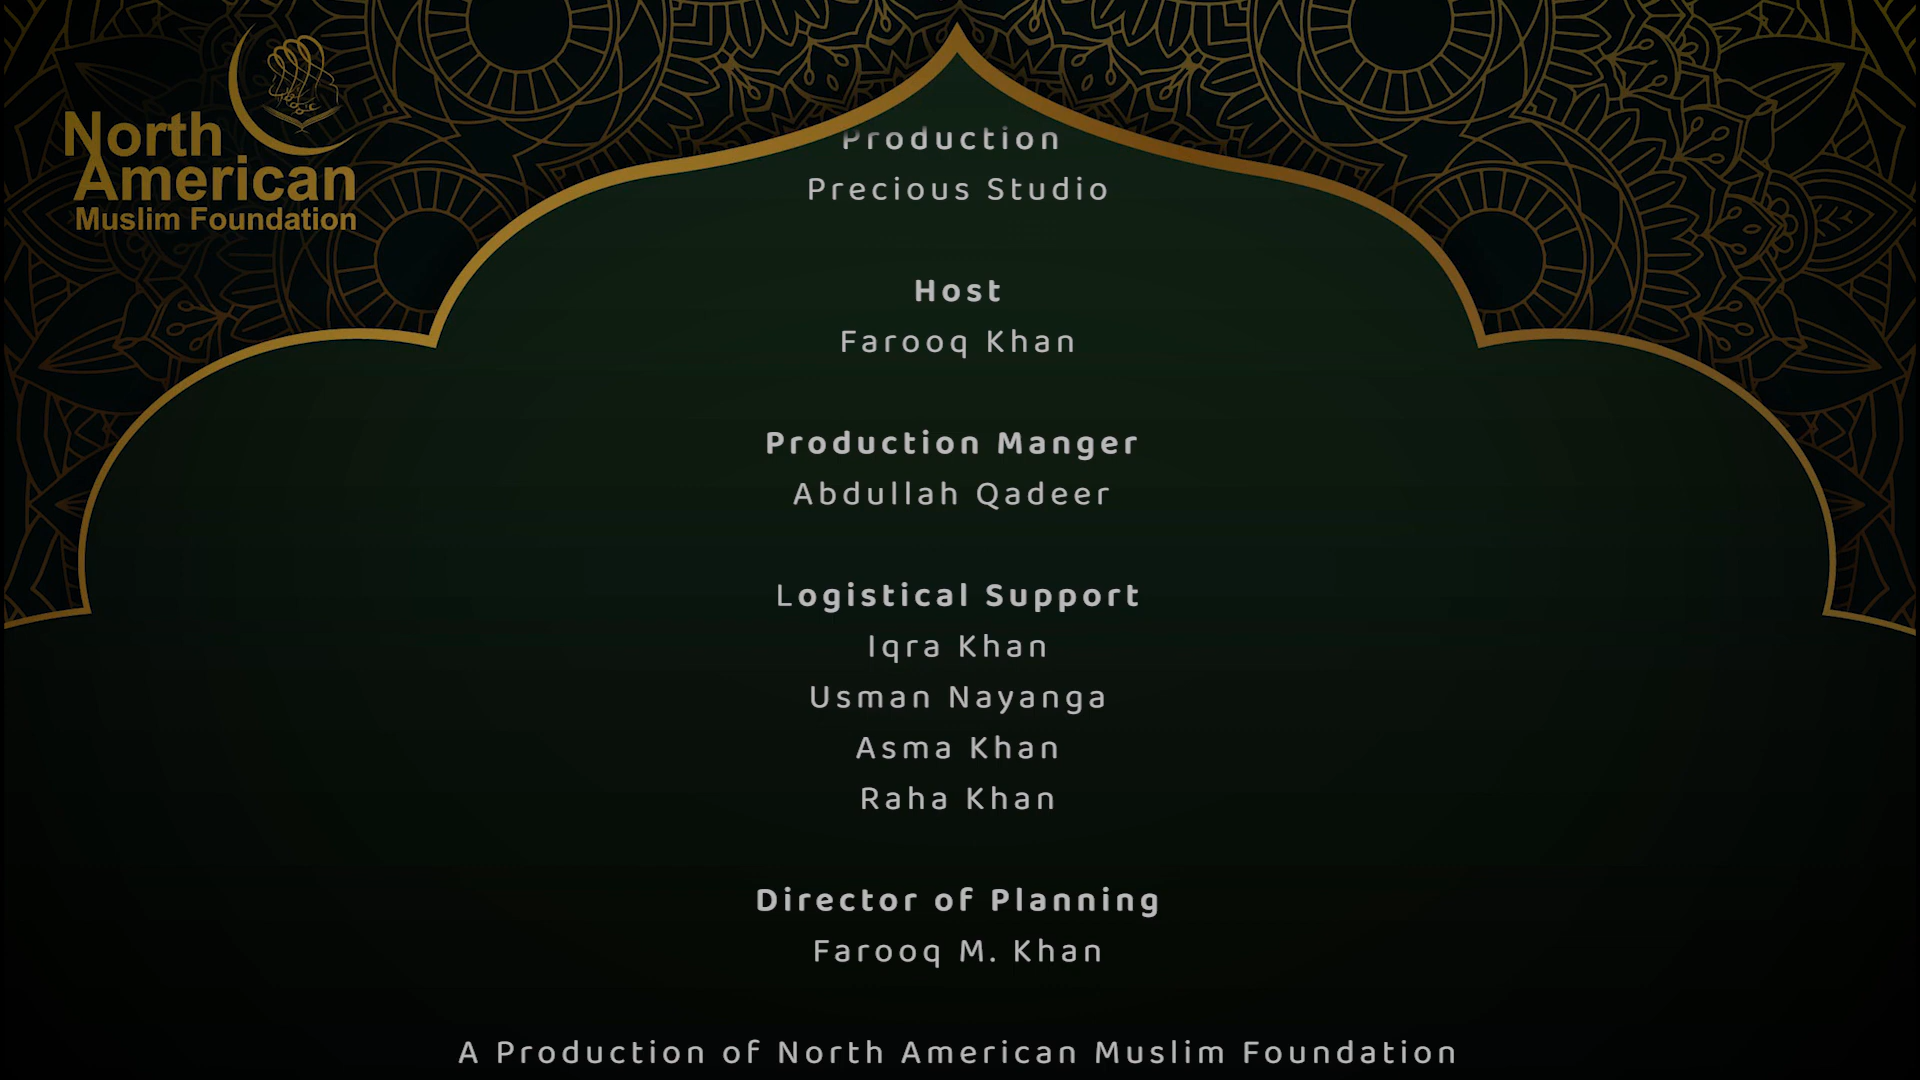 North
American
Muslim Foundation
Production
Precious Studio
Host
Farooq Khan
Production Manger
Abdullah Qadeer
Logistical Support
Iqra Khan
Usman Nayanga
Asma Khan
Raha Khan
Director of Planning
Farooq M. Khan
A Production of North American Muslim Foundation